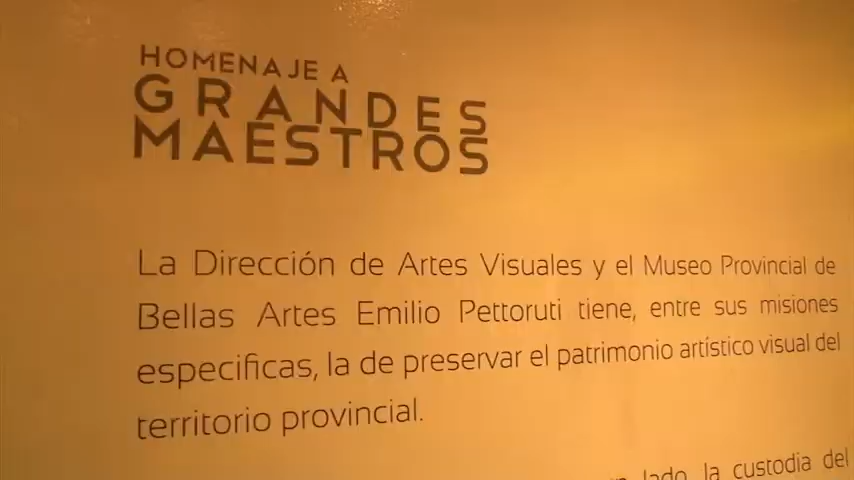 HOMENAJE A
GRANDES
MAESTROS
La Dirección de Artes Visuales y el Museo Provincial de
Bellas Artes Emilio Pettoruti tiene, entre sus misiones
especificas, la de preservar el patrimonio artístico visual del
territorio provincial.
lado la custodia del